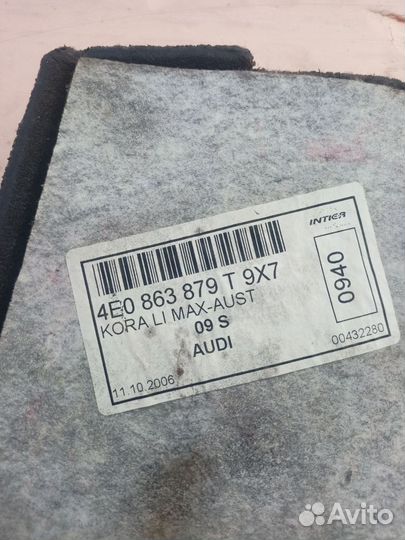 INTIER
4E0 863 879 T 9X7
KORA LI MAX-AUST
09 S
AUDI
0940
11.10.2006
00432280
Avito